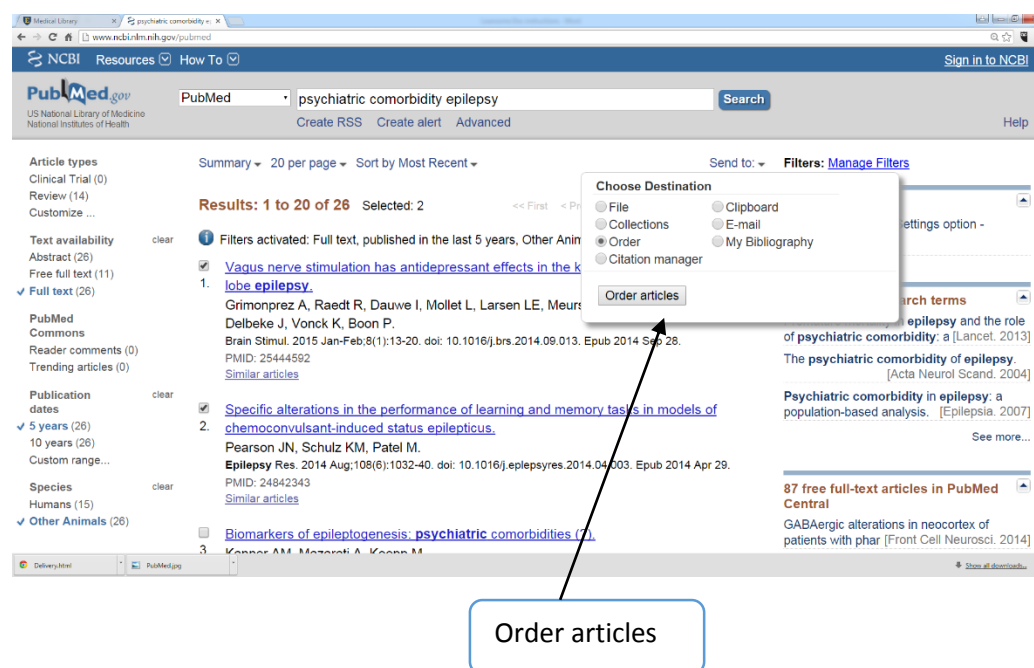 Medical Library
psychiatric comorbidity e
www.ncbi.nlm.nih.gov/pubmed
NCBI Resources How To Sign in to NCBI
PubMed.gov
US National Library of Medicine
National Institutes of Health
PubMed psychiatric comorbidity epilepsy Search
Create RSS Create alert Advanced Help
Article types
Clinical Trial (0)
Review (14)
Customize ...
Text availability clear
Abstract (26)
Free full text (11)
Full text (26)
PubMed
Commons
Reader comments (0)
Trending articles (0)
Publication clear
dates
5 years (26)
10 years (26)
Custom range...
Species clear
Humans (15)
Other Animals (26)
Summary 20 per page Sort by Most Recent Send to:
Results: 1 to 20 of 26 Selected: 2 << First < Pr
Filters activated: Full text, published in the last 5 years, Other Anim
1. Vagus nerve stimulation has antidepressant effects in the k
lobe epilepsy.
Grimonprez A, Raedt R, Dauwe I, Mollet L, Larsen LE, Meurs
Delbeke J, Vonck K, Boon P.
Brain Stimul. 2015 Jan-Feb;8(1):13-20. doi: 10.1016/j.brs.2014.09.013. Epub 2014 Sep 28.
PMID: 25444592
Similar articles
2. Specific alterations in the performance of learning and memory tasks in models of
chemoconvulsant-induced status epilepticus.
Pearson JN, Schulz KM, Patel M.
Epilepsy Res. 2014 Aug;108(6):1032-40. doi: 10.1016/j.eplepsyres.2014.04.003. Epub 2014 Apr 29.
PMID: 24842343
Similar articles
3 Biomarkers of epileptogenesis: psychiatric comorbidities (?).
Kanner AM, Mazarati A, Koepp M
Choose Destination
File Clipboard
Collections E-mail
Order My Bibliography
Citation manager
Order articles
Filters: Manage Filters
ettings option -
arch terms
epilepsy and the role
of psychiatric comorbidity: a [Lancet. 2013]
The psychiatric comorbidity of epilepsy.
[Acta Neurol Scand. 2004]
Psychiatric comorbidity in epilepsy: a
population-based analysis. [Epilepsia. 2007]
See more...
87 free full-text articles in PubMed
Central
GABAergic alterations in neocortex of
patients with phar [Front Cell Neurosci. 2014]
Delivery.html PubMed.jpg Show all downloads...
Order articles